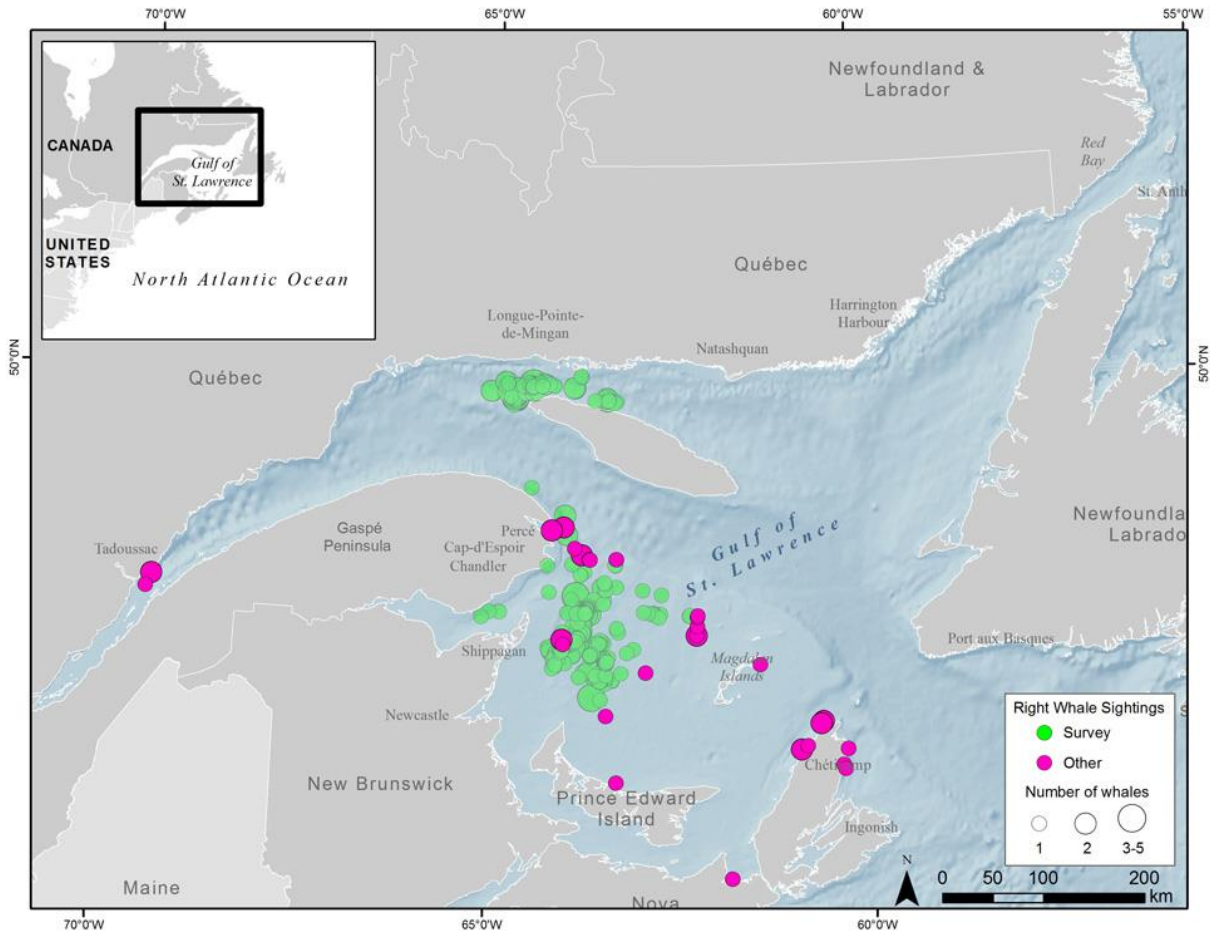 70°0'W
65°0'W
60°0'W
55°0'W
Newfoundland &
Labrador
CANADA
Gulf of
St. Lawrence
UNITED
STATES
North Atlantic Ocean
Red
Bay
St. Anth
Québec
Longue-Pointe-
de-Mingan
Harrington
Harbour
Natashquan
50°0'N
50°0'N
Québec
Gulf of
St. Lawrence
Percé
Gaspé
Peninsula
Cap-d'Espoir
Chandler
Tadoussac
Newfoundla
Labrado
Shippagan
Magdalen
Islands
Port aux Basques
Newcastle
New Brunswick
Chéticamp
Prince Edward
Island
Ingonish
Maine
Nova
S
Right Whale Sightings
Survey
Other
Number of whales
1
2
3-5
N
0
50
100
200
km
70°0'W
65°0'W
60°0'W